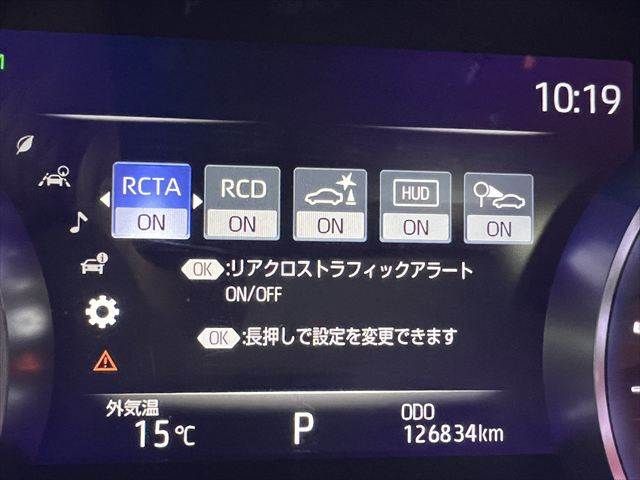 10:19
RCTA
ON
RCD
ON
ON
HUD
ON
ON
OK:リアクロストラフィックアラート
ON/OFF
OK:長押しで設定を変更できます
外気温
15℃
P
ODO
126834km